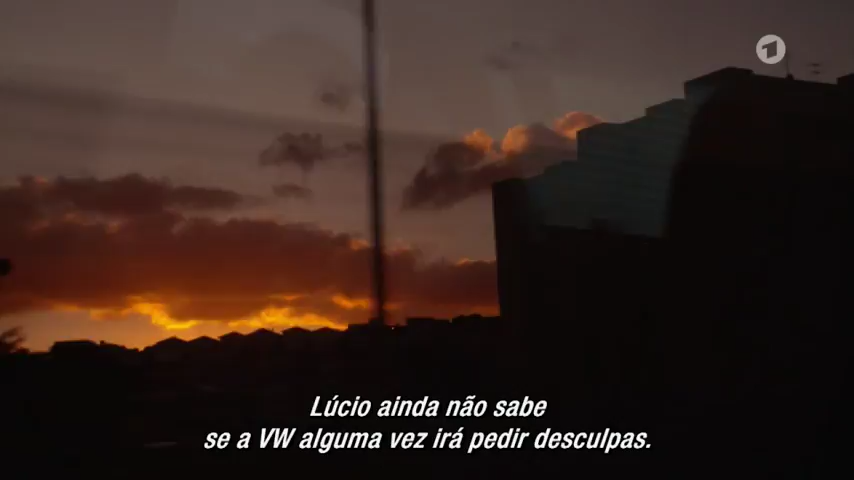 Lúcio ainda não sabe
se a VW alguma vez irá pedir desculpas.